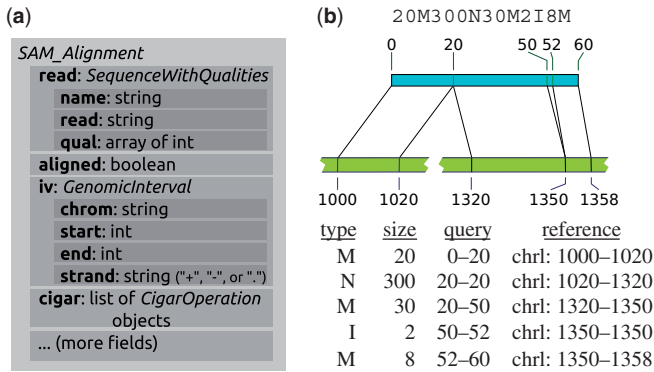 (a)
SAM_Alignment
read: SequenceWithQualities
name: string
read: string
qual: array of int
aligned: boolean
iv: GenomicInterval
chrom: string
start: int
end: int
strand: string ("+", "-", or ".")
cigar: list of CigarOperation
objects
... (more fields)
(b)
20M300N30M2I8M
0 20 50 52 60
1000 1020 1320 1350 1358
type size query reference
M 20 0–20 chrl: 1000–1020
N 300 20–20 chrl: 1020–1320
M 30 20–50 chrl: 1320–1350
I 2 50–52 chrl: 1350–1350
M 8 52–60 chrl: 1350–1358